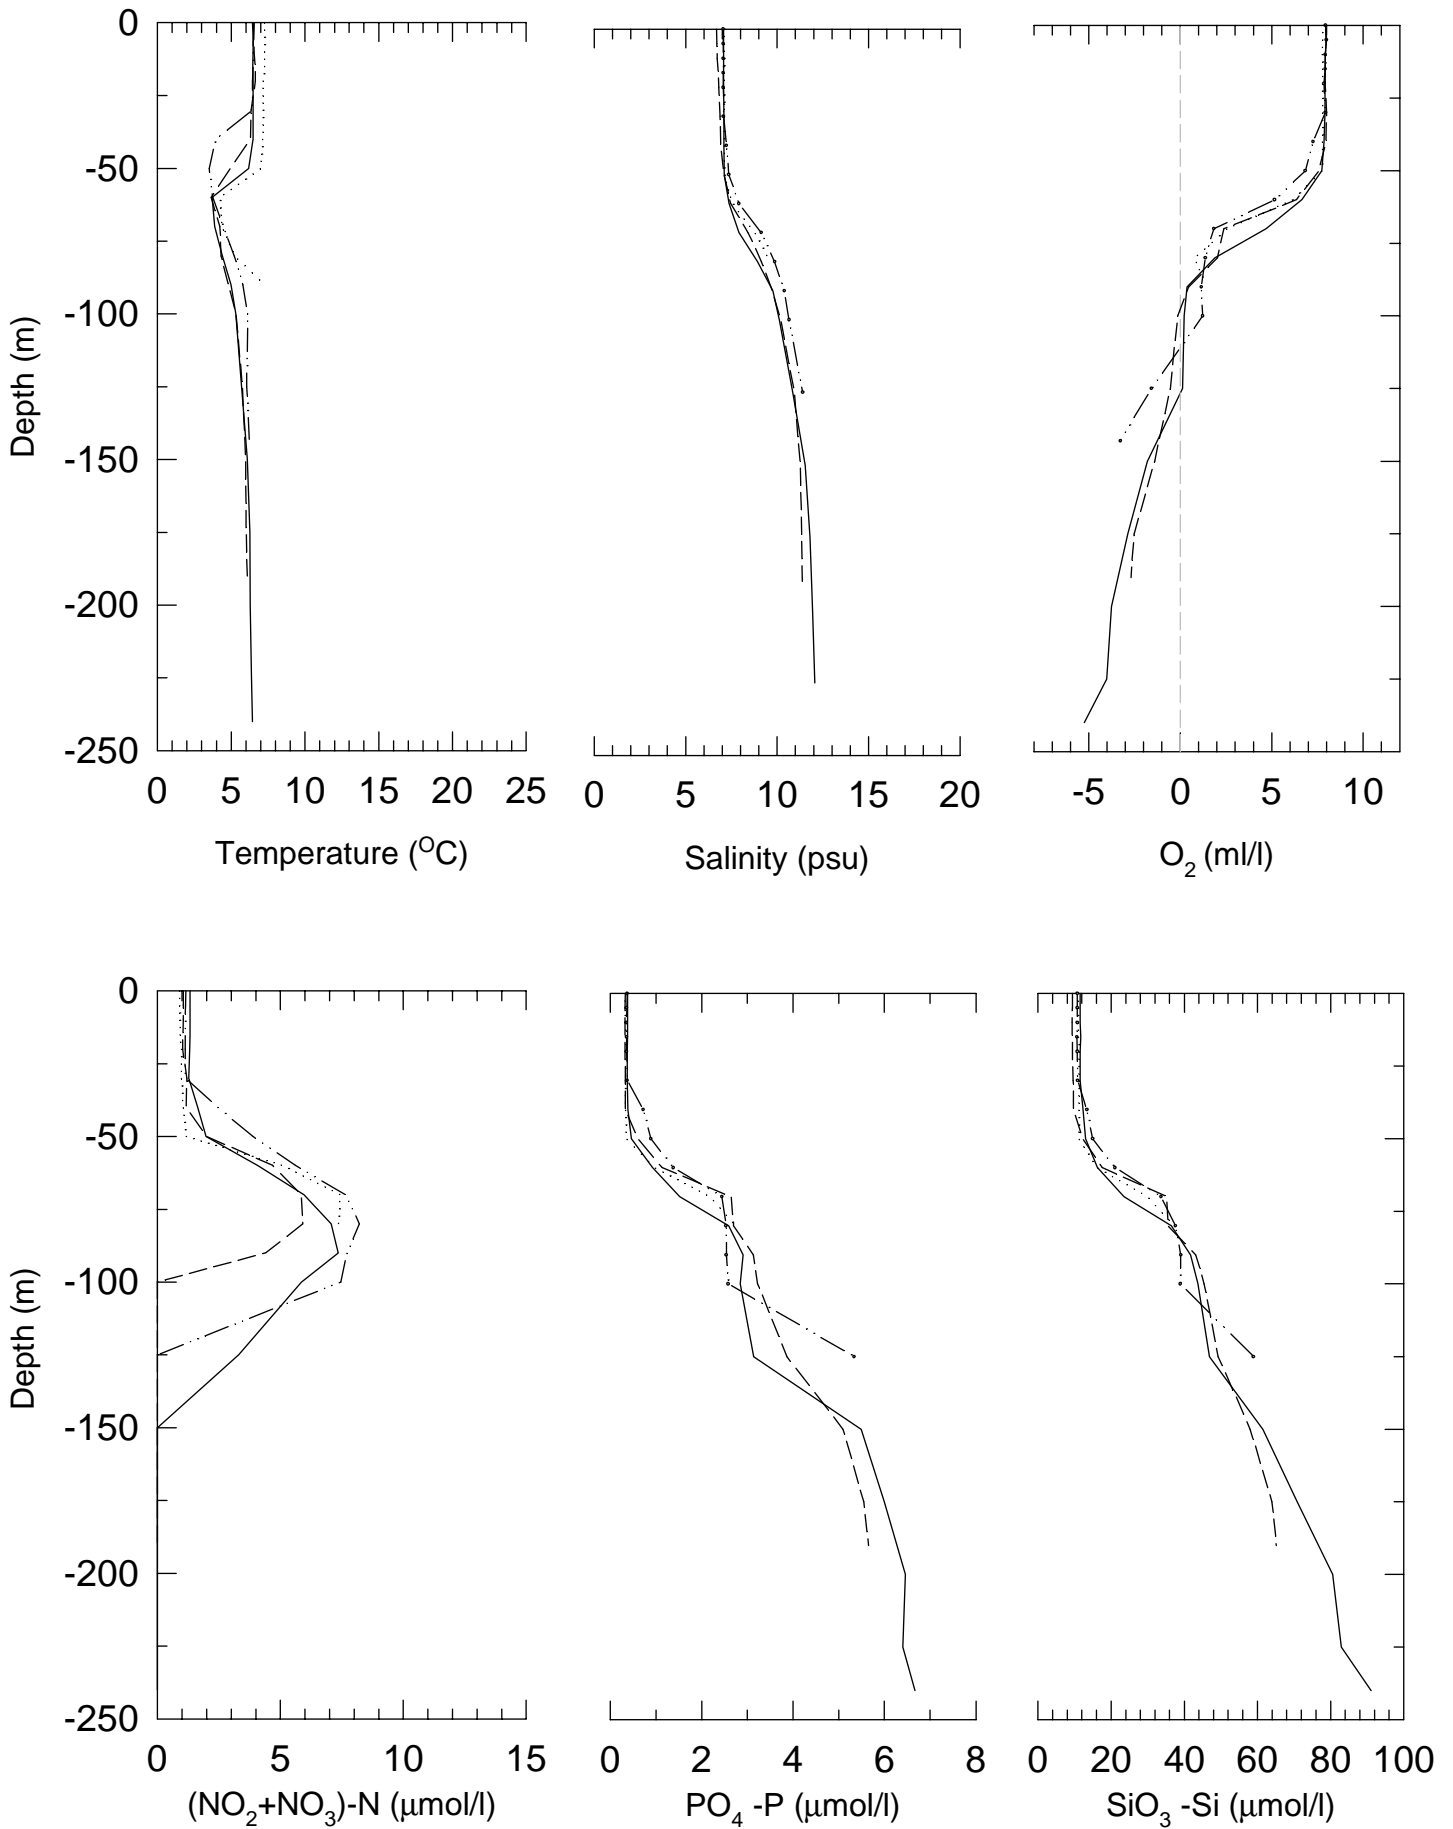 0
-50
-100
-150
-200
-250
Depth (m)
0 5 10 15 20 25
Temperature (ᴼC)
0 5 10 15 20
Salinity (psu)
-5 0 5 10
O₂ (ml/l)
0
-50
-100
-150
-200
-250
Depth (m)
0 5 10 15
(NO₂+NO₃)-N (μmol/l)
0 2 4 6 8
PO₄ -P (μmol/l)
0 20 40 60 80 100
SiO₃ -Si (μmol/l)